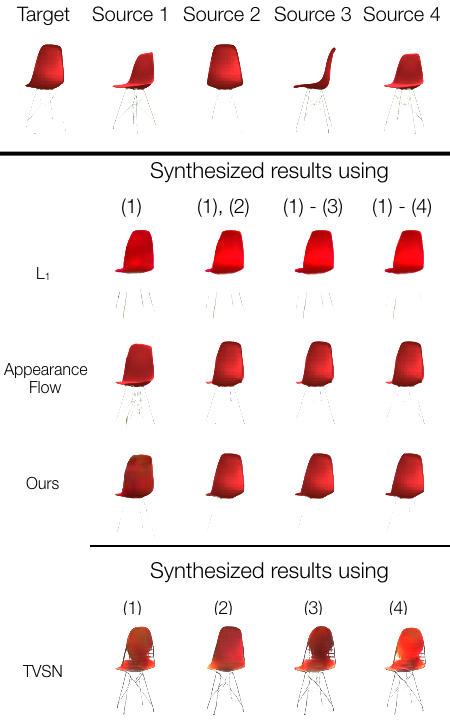 Target Source 1 Source 2 Source 3 Source 4
Synthesized results using
(1) (1), (2) (1) - (3) (1) - (4)
L₁
Appearance
Flow
Ours
Synthesized results using
(1) (2) (3) (4)
TVSN